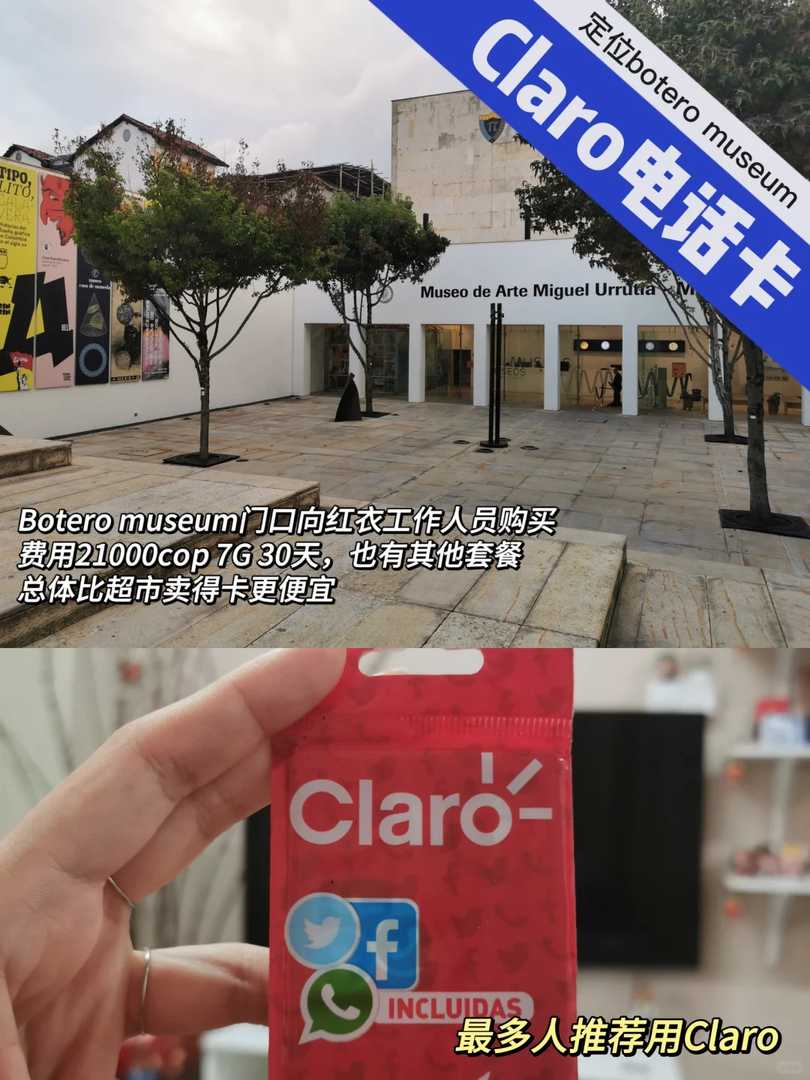 定位botero museum
Claro电话卡
TIPO,
LITO,
Museo de Arte Miguel Urrutia - M
Botero museum门口向红衣工作人员购买
费用21000cop 7G 30天，也有其他套餐
总体比超市卖得卡更便宜
Claro
INCLUIDAS
最多人推荐用Claro